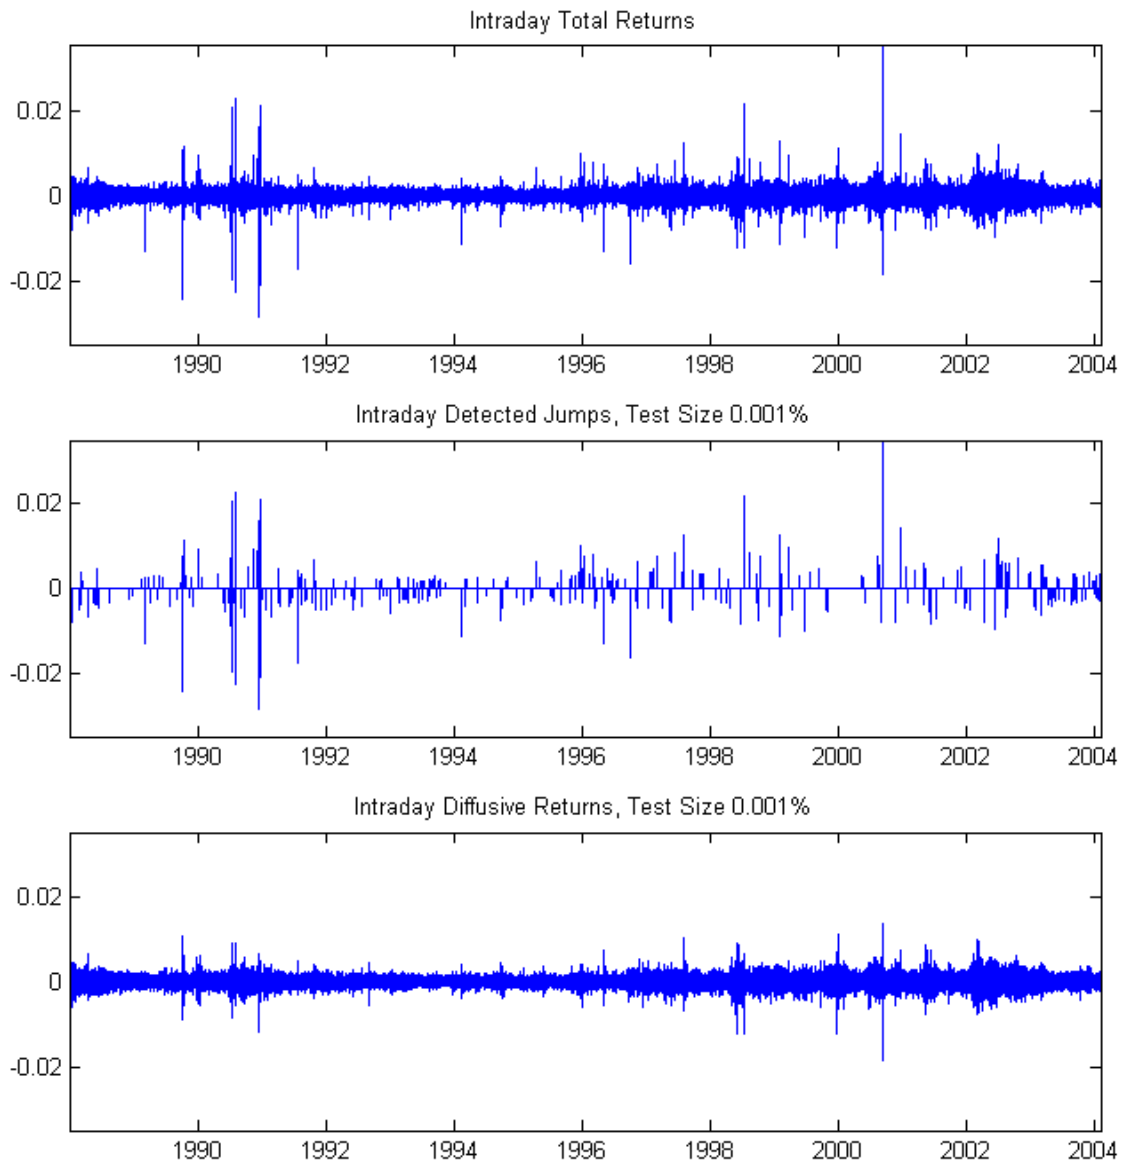 Intraday Total Returns
0.02
0
-0.02
1990 1992 1994 1996 1998 2000 2002 2004
Intraday Detected Jumps, Test Size 0.001%
0.02
0
-0.02
1990 1992 1994 1996 1998 2000 2002 2004
Intraday Diffusive Returns, Test Size 0.001%
0.02
0
-0.02
1990 1992 1994 1996 1998 2000 2002 2004